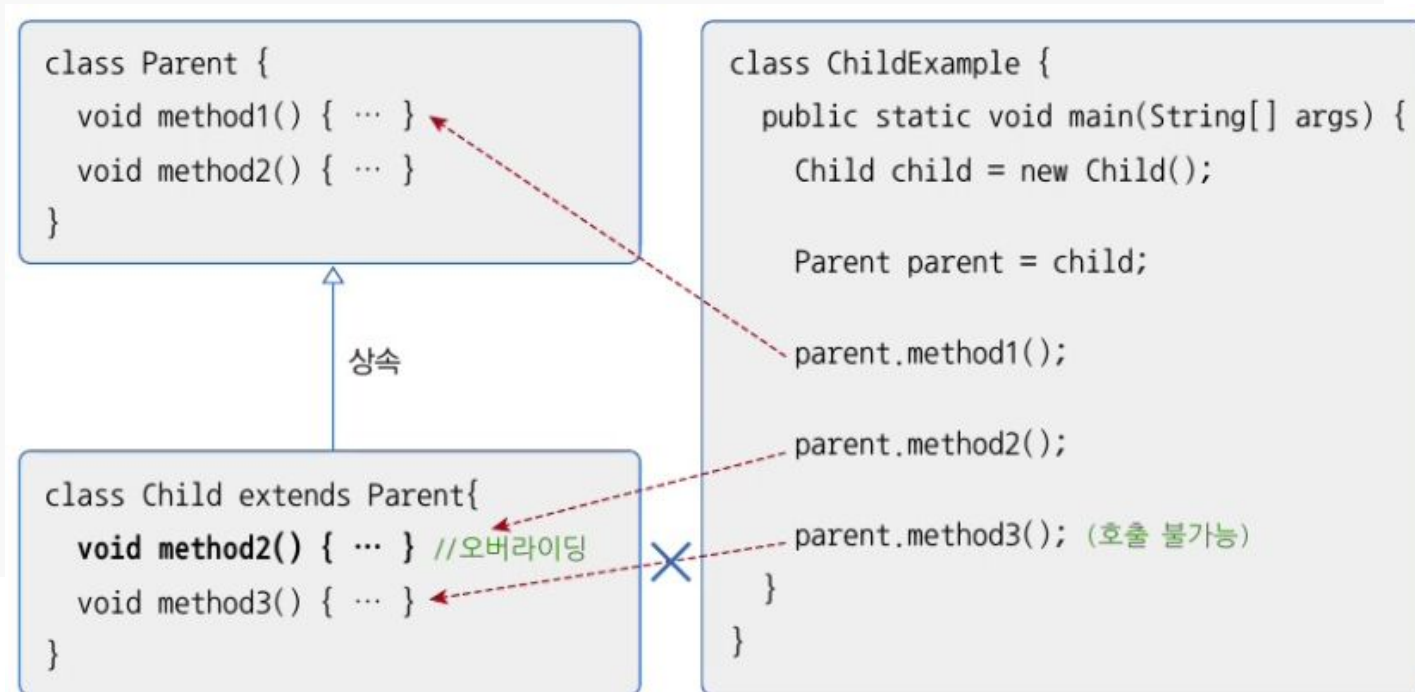 class Parent {
void method1() { … }
void method2() { … }
}
상속
class Child extends Parent{
void method2() { … } //오버라이딩
void method3() { … }
}
class ChildExample {
public static void main(String[] args) {
Child child = new Child();
Parent parent = child;
parent.method1();
parent.method2();
parent.method3(); (호출 불가능)
}
}